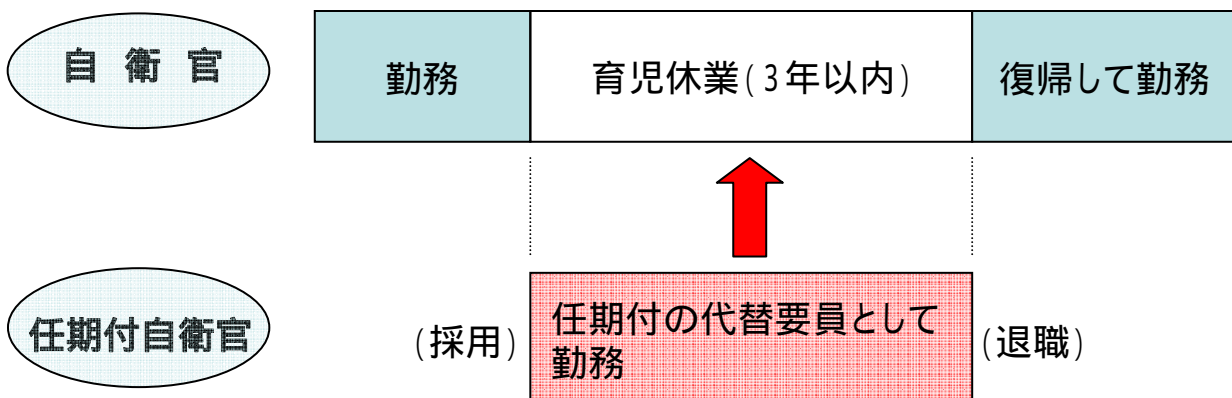 自衛官
勤務
育児休業(3年以内)
復帰して勤務
任期付自衛官
(採用)
任期付の代替要員として
勤務
(退職)